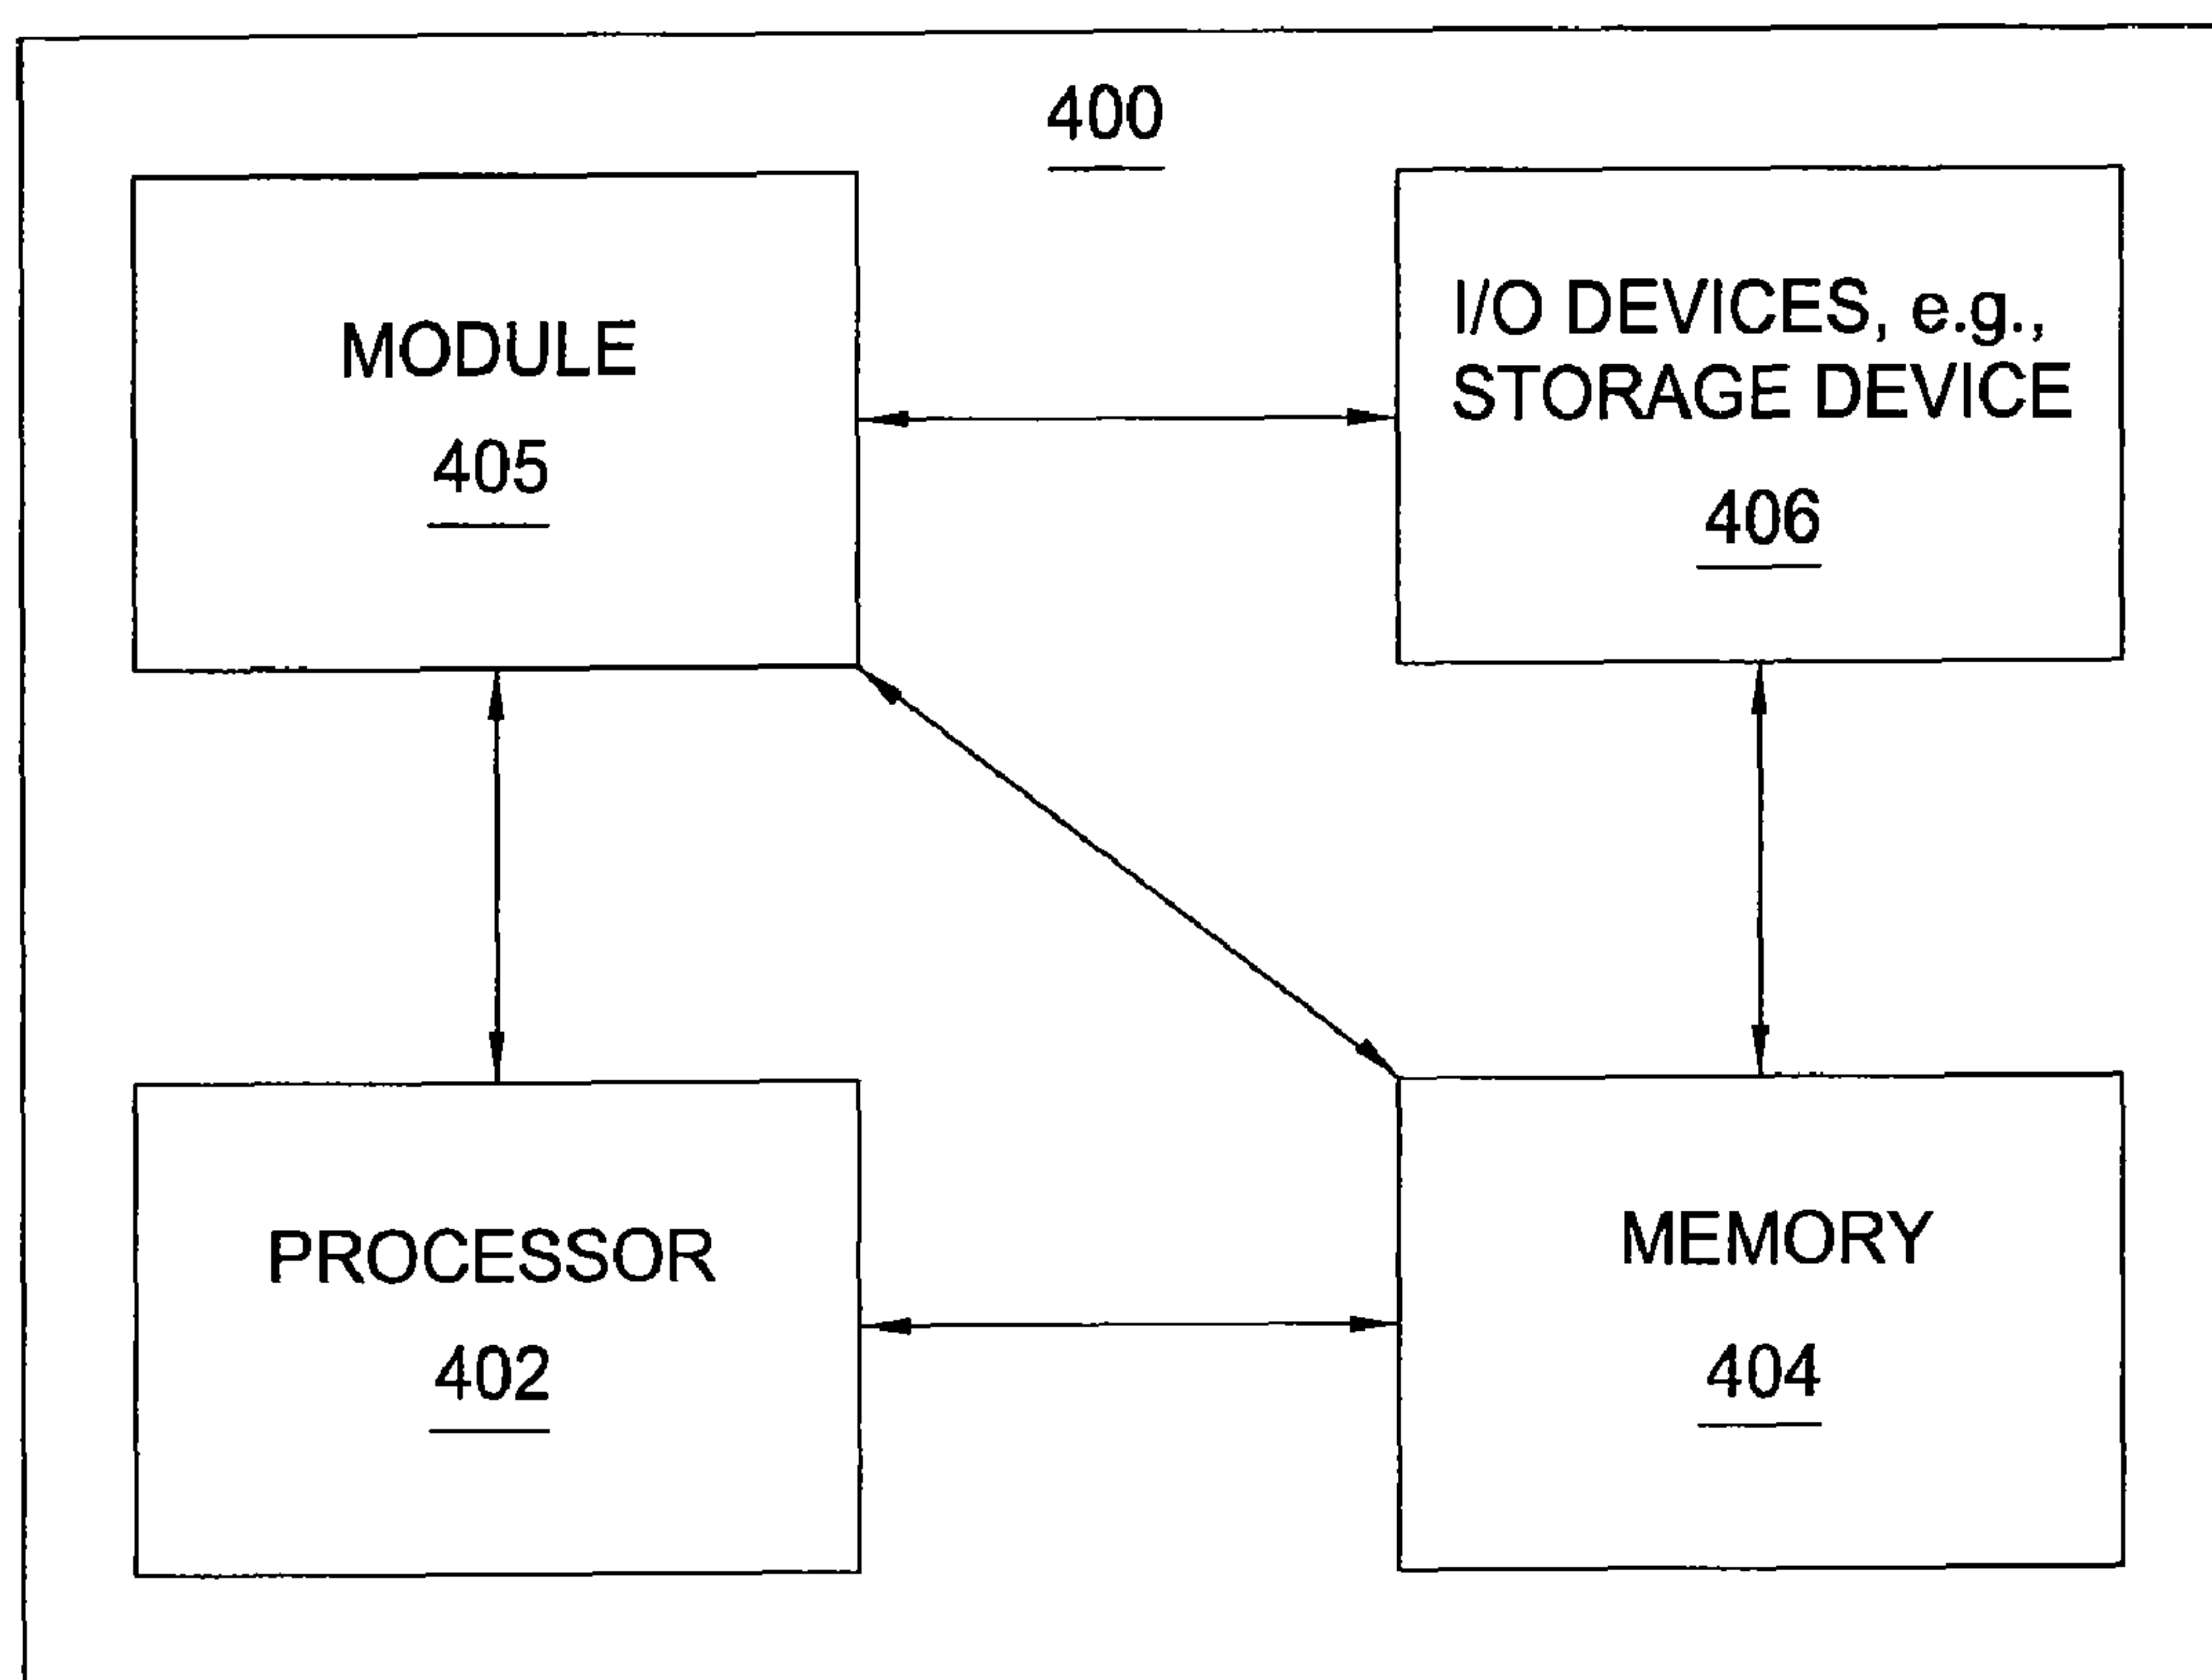 400
MODULE
405
I/O DEVICES, e.g.,
STORAGE DEVICE
406
PROCESSOR
402
MEMORY
404